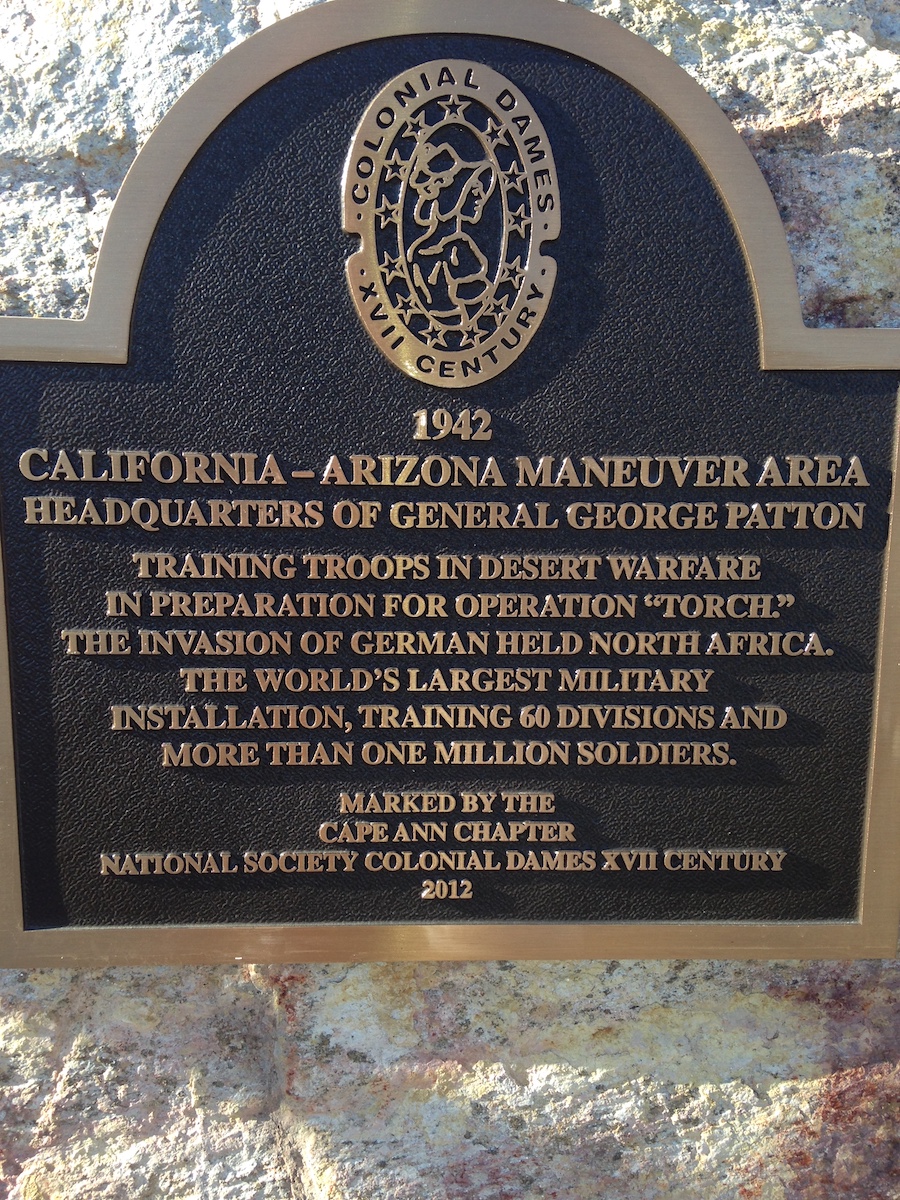 · COLONIAL DAMES ·
· XVII CENTURY ·
1942
CALIFORNIA – ARIZONA MANEUVER AREA
HEADQUARTERS OF GENERAL GEORGE PATTON
TRAINING TROOPS IN DESERT WARFARE
IN PREPARATION FOR OPERATION “TORCH.”
THE INVASION OF GERMAN HELD NORTH AFRICA.
THE WORLD’S LARGEST MILITARY
INSTALLATION, TRAINING 60 DIVISIONS AND
MORE THAN ONE MILLION SOLDIERS.
MARKED BY THE
CAPE ANN CHAPTER
NATIONAL SOCIETY COLONIAL DAMES XVII CENTURY
2012